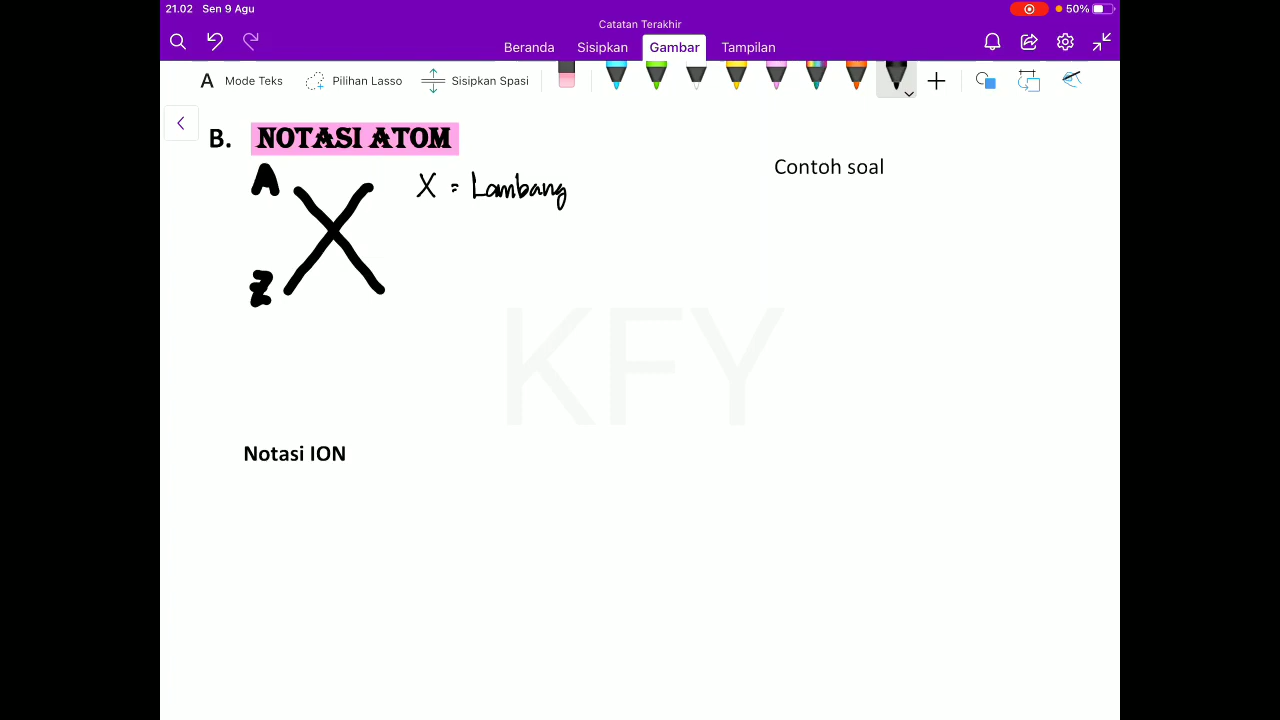 21.02 Sen 9 Agu
50%
Catatan Terakhir
Beranda Sisipkan Gambar Tampilan
A Mode Teks Pilihan Lasso Sisipkan Spasi
B. NOTASI ATOM
Contoh soal
A
X
Z
X = Lambang
KFY
Notasi ION